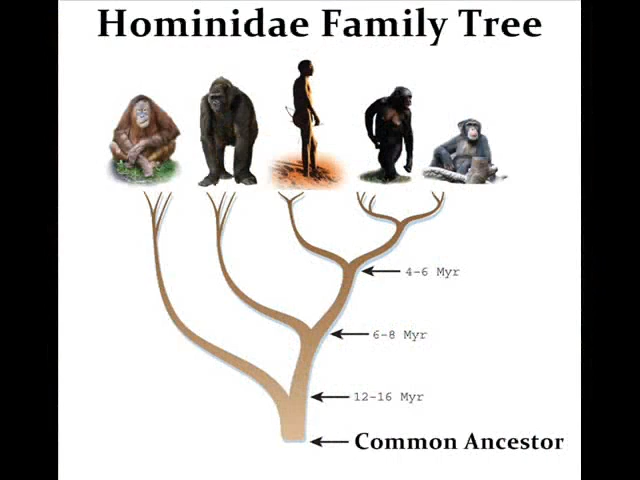 Hominidae Family Tree
4-6 Myr
6-8 Myr
12-16 Myr
Common Ancestor